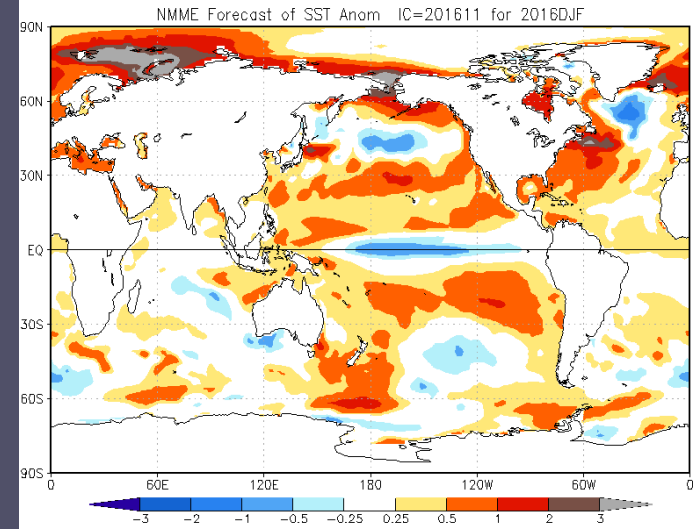 NMME Forecast of SST Anom IC=201611 for 2016DJF
90N
60N
30N
EQ
30S
60S
90S
0 60E 120E 180 120W 60W 0
-3 -2 -1 -0.5 -0.25 0.25 0.5 1 2 3